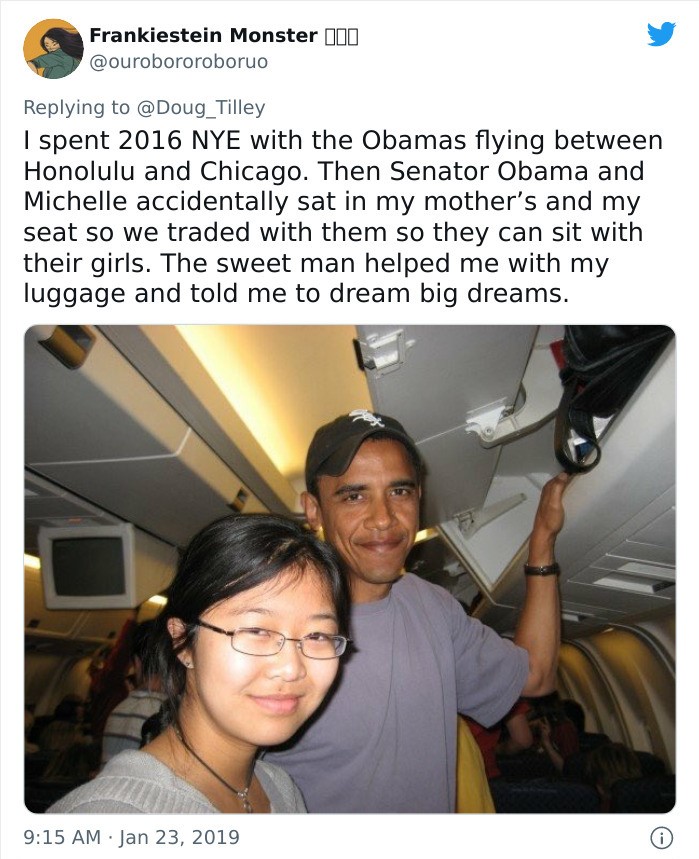 Frankiestein Monster
@ourobororoboruo
Replying to @Doug_Tilley
I spent 2016 NYE with the Obamas flying between
Honolulu and Chicago. Then Senator Obama and
Michelle accidentally sat in my mother’s and my
seat so we traded with them so they can sit with
their girls. The sweet man helped me with my
luggage and told me to dream big dreams.
Sox
9:15 AM · Jan 23, 2019